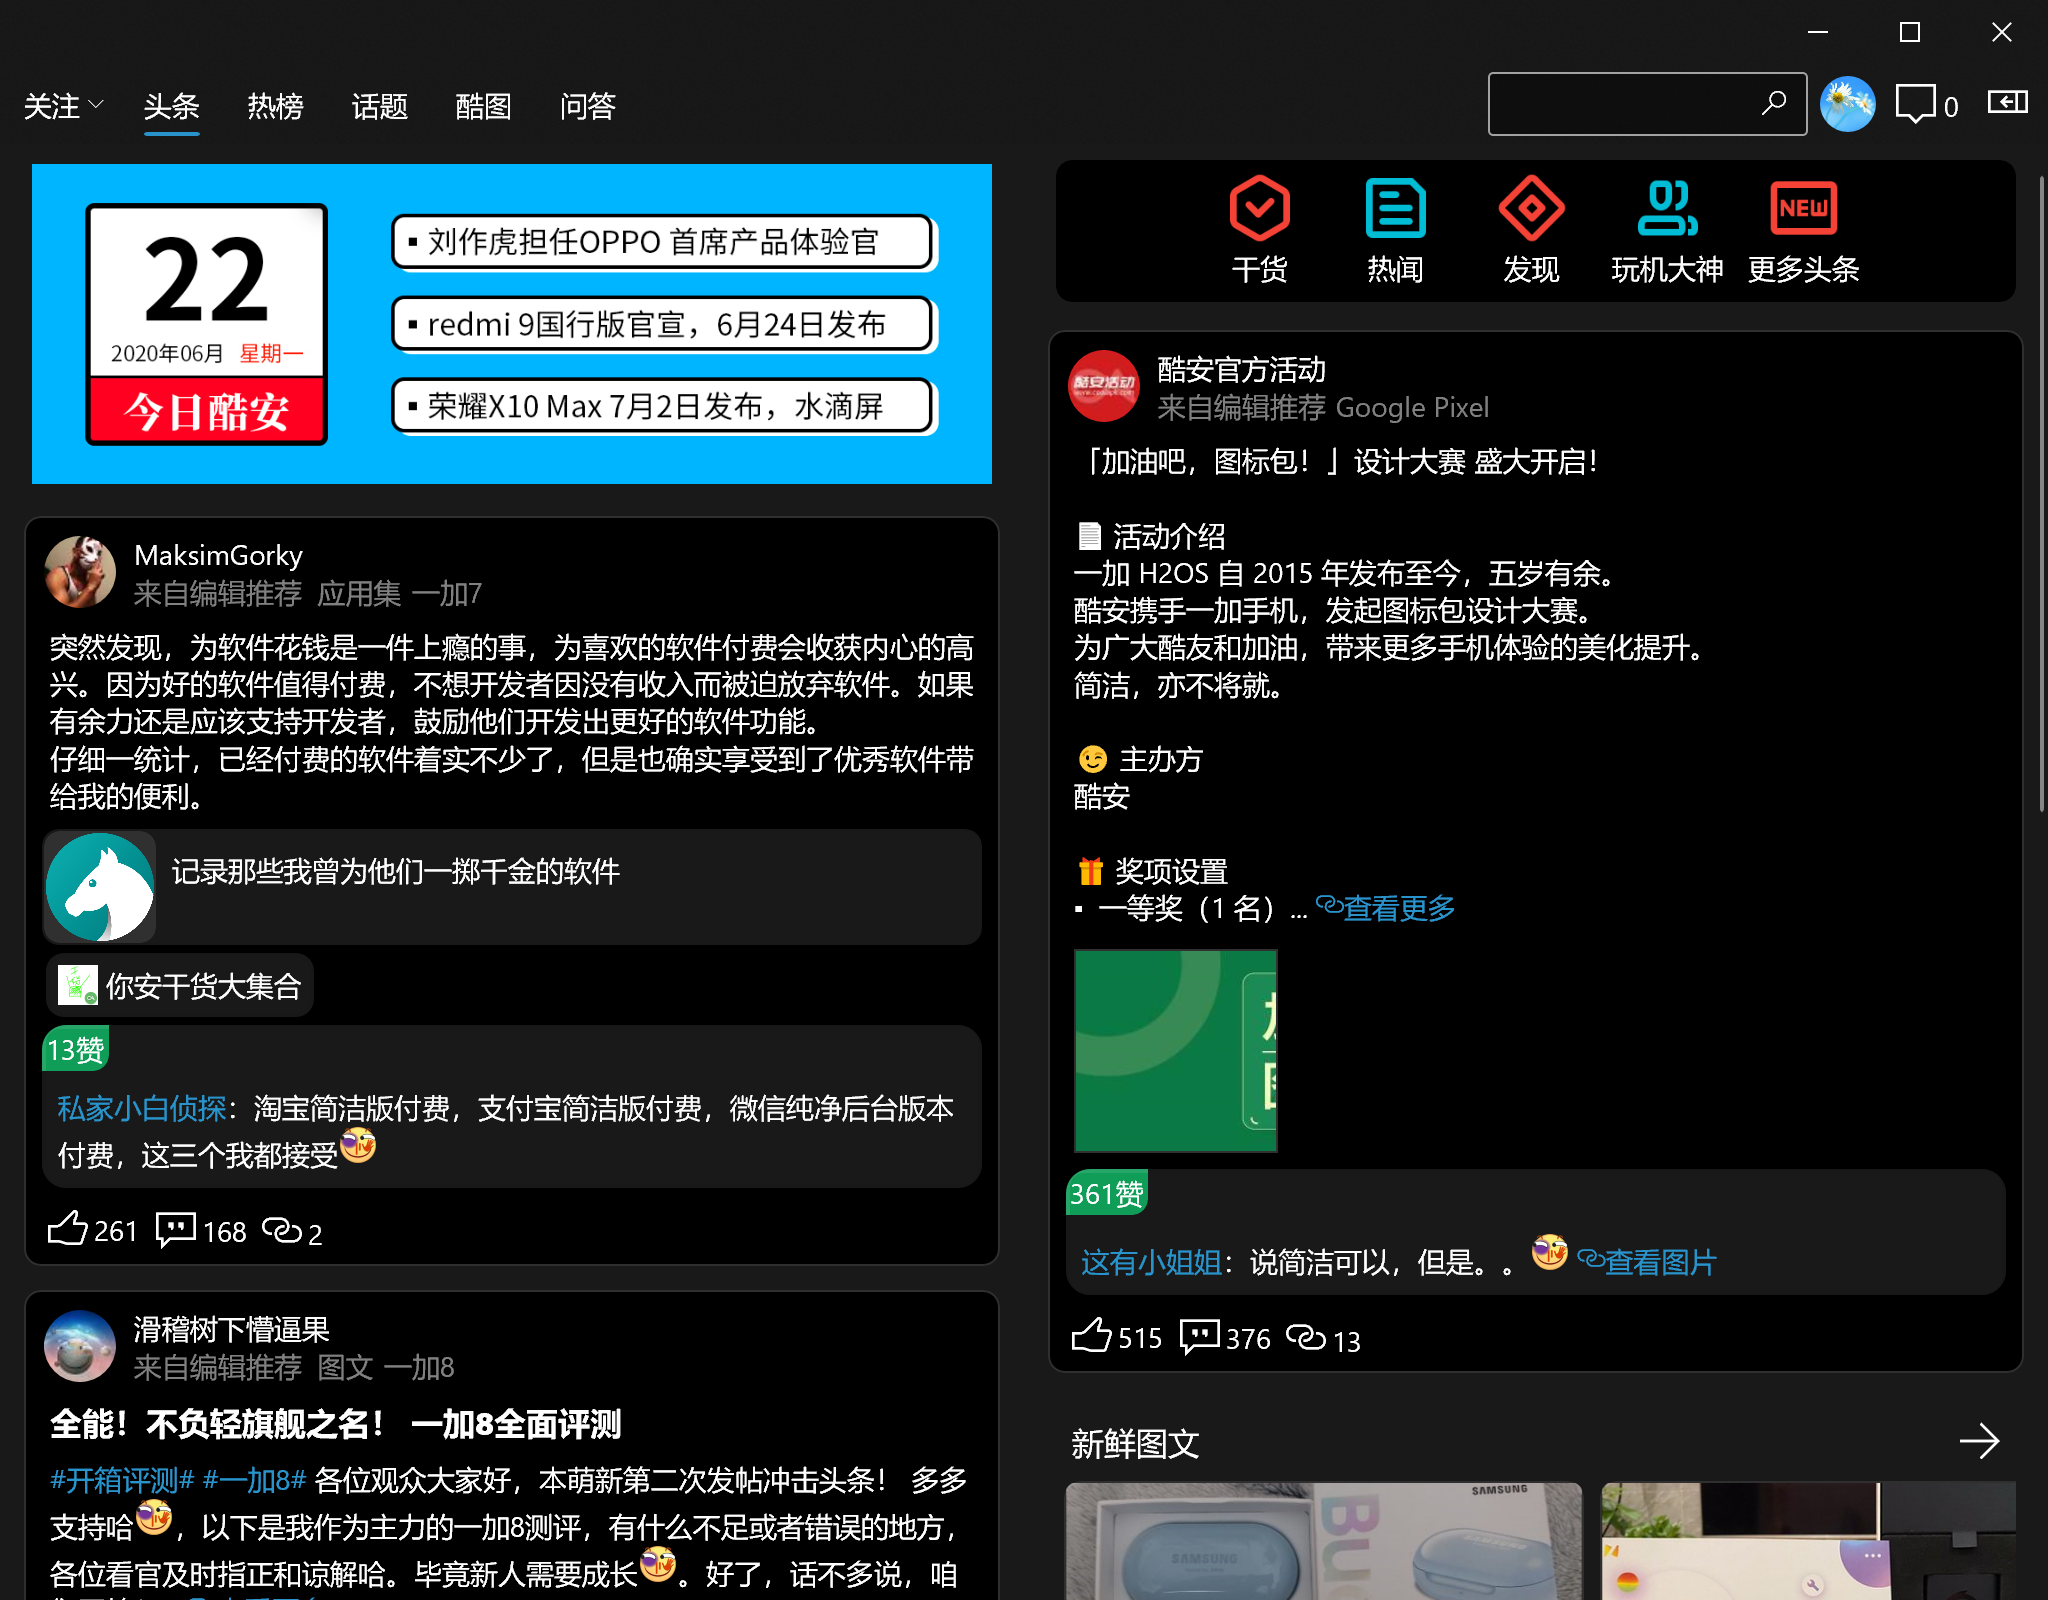 关注
头条
热榜
话题
酷图
问答
0
22
2020年06月 星期一
今日酷安
▪ 刘作虎担任OPPO 首席产品体验官
▪ redmi 9国行版官宣，6月24日发布
▪ 荣耀X10 Max 7月2日发布，水滴屏
MaksimGorky
来自编辑推荐 应用集 一加7
突然发现，为软件花钱是一件上瘾的事，为喜欢的软件付费会收获内心的高
兴。因为好的软件值得付费，不想开发者因没有收入而被迫放弃软件。如果
有余力还是应该支持开发者，鼓励他们开发出更好的软件功能。
仔细一统计，已经付费的软件着实不少了，但是也确实享受到了优秀软件带
给我的便利。
记录那些我曾为他们一掷千金的软件
你安干货大集合
13赞
私家小白侦探：淘宝简洁版付费，支付宝简洁版付费，微信纯净后台版本
付费，这三个我都接受
261 168 2
滑稽树下懵逼果
来自编辑推荐 图文 一加8
全能！不负轻旗舰之名！ 一加8全面评测
#开箱评测# #一加8# 各位观众大家好，本萌新第二次发帖冲击头条！ 多多
支持哈，以下是我作为主力的一加8测评，有什么不足或者错误的地方，
各位看官及时指正和谅解哈。毕竟新人需要成长。好了，话不多说，咱
NEW
干货
热闻
发现
玩机大神
更多头条
酷安活动
酷安官方活动
来自编辑推荐 Google Pixel
「加油吧，图标包！」设计大赛 盛大开启！
📄 活动介绍
一加 H2OS 自 2015 年发布至今，五岁有余。
酷安携手一加手机，发起图标包设计大赛。
为广大酷友和加油，带来更多手机体验的美化提升。
简洁，亦不将就。
😉 主办方
酷安
🎁 奖项设置
▪ 一等奖（1 名）... 查看更多
361赞
这有小姐姐：说简洁可以，但是。。 查看图片
515 376 13
新鲜图文
SAMSUNG
SAMSUNG